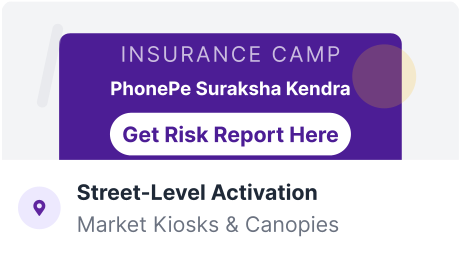 INSURANCE CAMP
PhonePe Suraksha Kendra
Get Risk Report Here
Street-Level Activation
Market Kiosks & Canopies